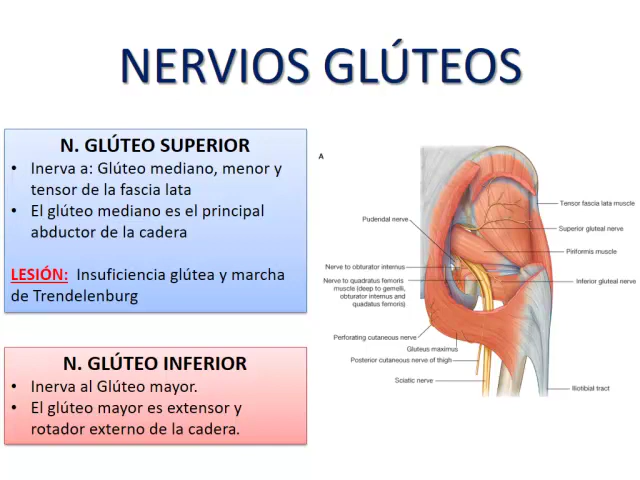 NERVIOS GLÚTEOS
N. GLÚTEO SUPERIOR
• Inerva a: Glúteo mediano, menor y
tensor de la fascia lata
• El glúteo mediano es el principal
abductor de la cadera
LESIÓN: Insuficiencia glútea y marcha
de Trendelenburg
N. GLÚTEO INFERIOR
• Inerva al Glúteo mayor.
• El glúteo mayor es extensor y
rotador externo de la cadera.
A
Pudendal nerve
Nerve to obturator internus
Nerve to quadratus femoris
muscle (deep to gemelli,
obturator internus and
quadatus femoris)
Perforating cutaneous nerve
Gluteus maximus
Posterior cutaneous nerve of thigh
Sciatic nerve
Tensor fascia lata muscle
Superior gluteal nerve
Piriformis muscle
Inferior gluteal nerve
Iliotibial tract